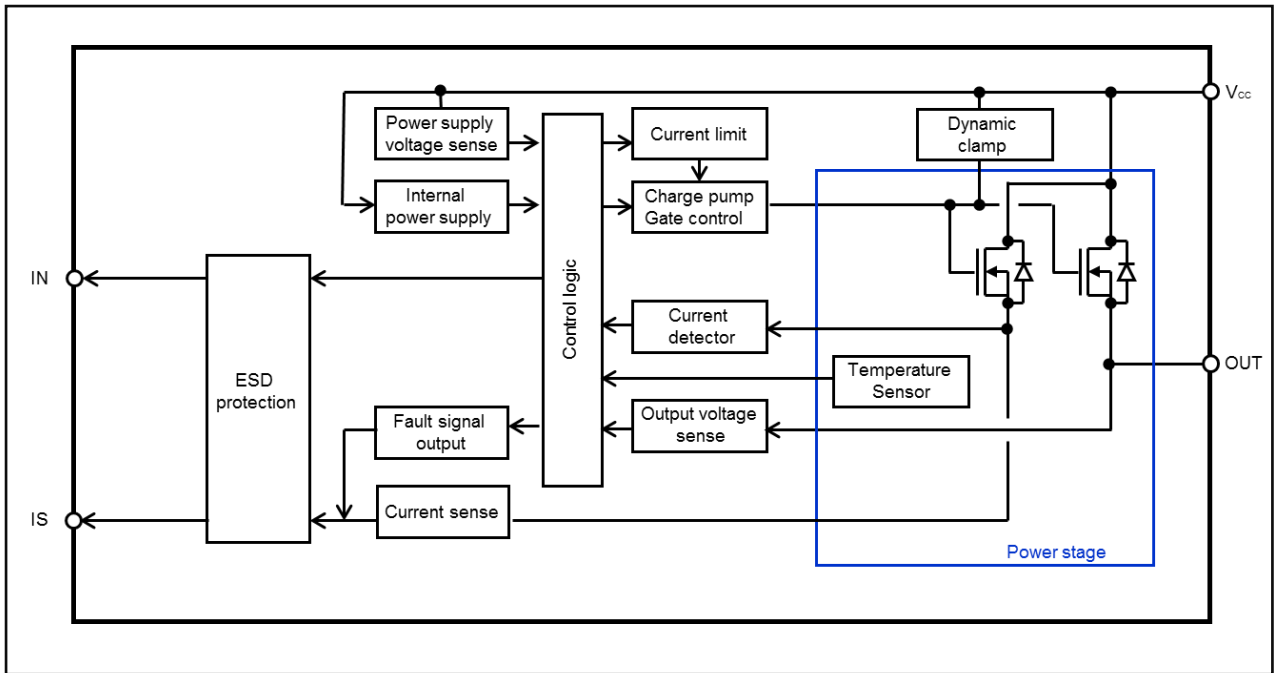 Vcc
Power supply
voltage sense
Current limit
Dynamic
clamp
Internal
power supply
Charge pump
Gate control
IN
Control logic
Current
detector
OUT
ESD
protection
Temperature
Sensor
Fault signal
output
Output voltage
sense
IS
Current sense
Power stage